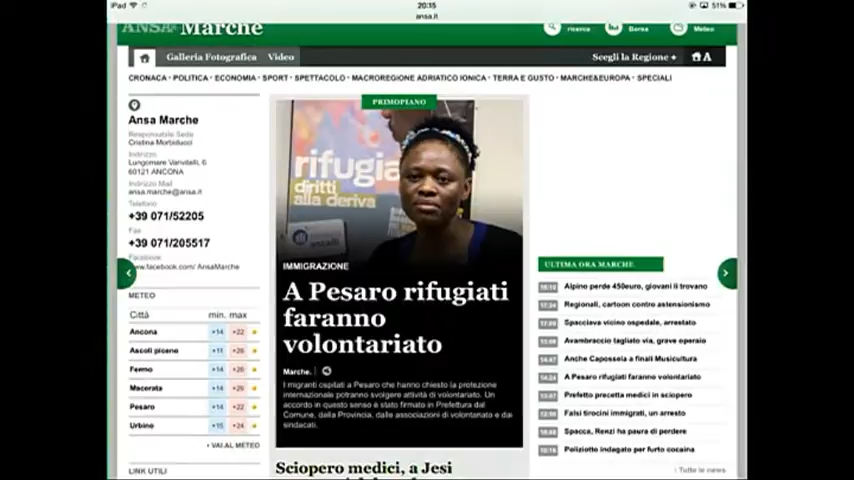 iPad
20:15
51%
ansa.it
ANSA Marche
ricerca
Borsa
Meteo
Galleria Fotografica
Video
Scegli la Regione +
CRONACA • POLITICA • ECONOMIA • SPORT • SPETTACOLO • MACROREGIONE ADRIATICO IONICA • TERRA E GUSTO • MARCHE&EUROPA • SPECIALI
Ansa Marche
Responsabile Sede
Cristina Morbiducci
Indirizzo
Lungomare Vanvitelli, 6
60121 ANCONA
Indirizzo Mail
ansa.marche@ansa.it
Telefono
+39 071/52205
Fax
+39 071/205517
Facebook
www.facebook.com/ AnsaMarche
METEO
Città min. max
Ancona +14 +22
Ascoli piceno +11 +26
Fermo +14 +26
Macerata +14 +26
Pesaro +14 +22
Urbino +15 +24
› VAI AL METEO
LINK UTILI
PRIMOPIANO
rifugia
diritti
alla deriva
IMMIGRAZIONE
A Pesaro rifugiati
faranno
volontariato
Marche.
I migranti ospitati a Pesaro che hanno chiesto la protezione
internazionale potranno svolgere attività di volontariato. Un
accordo in questo senso è stato firmato in Prefettura dal
Comune, dalla Provincia, dalle associazioni di volontariato e dai
sindacati.
Sciopero medici, a Jesi
ULTIMA ORA MARCHE
Alpino perde 450euro, giovani li trovano
Regionali, cartoon contro astensionismo
Spacciava vicino ospedale, arrestato
Avambraccio tagliato via, grave operaio
Anche Capossela a finali Musicultura
A Pesaro rifugiati faranno volontariato
Prefetto precetta medici in sciopero
Falsi tirocini immigrati, un arresto
Spacca, Renzi ha paura di perdere
Poliziotto indagato per furto cocaina
› Tutte le news